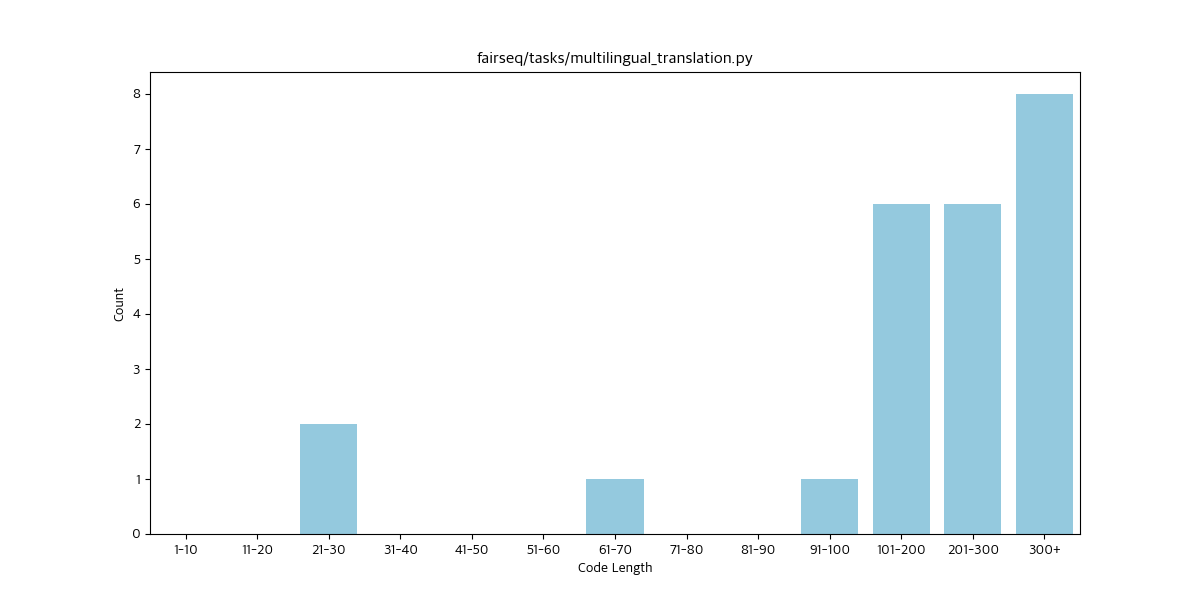 fairseq/tasks/multilingual_translation.py
8
7
6
5
4
3
2
1
0
Count
1-10 11-20 21-30 31-40 41-50 51-60 61-70 71-80 81-90 91-100 101-200 201-300 300+
Code Length